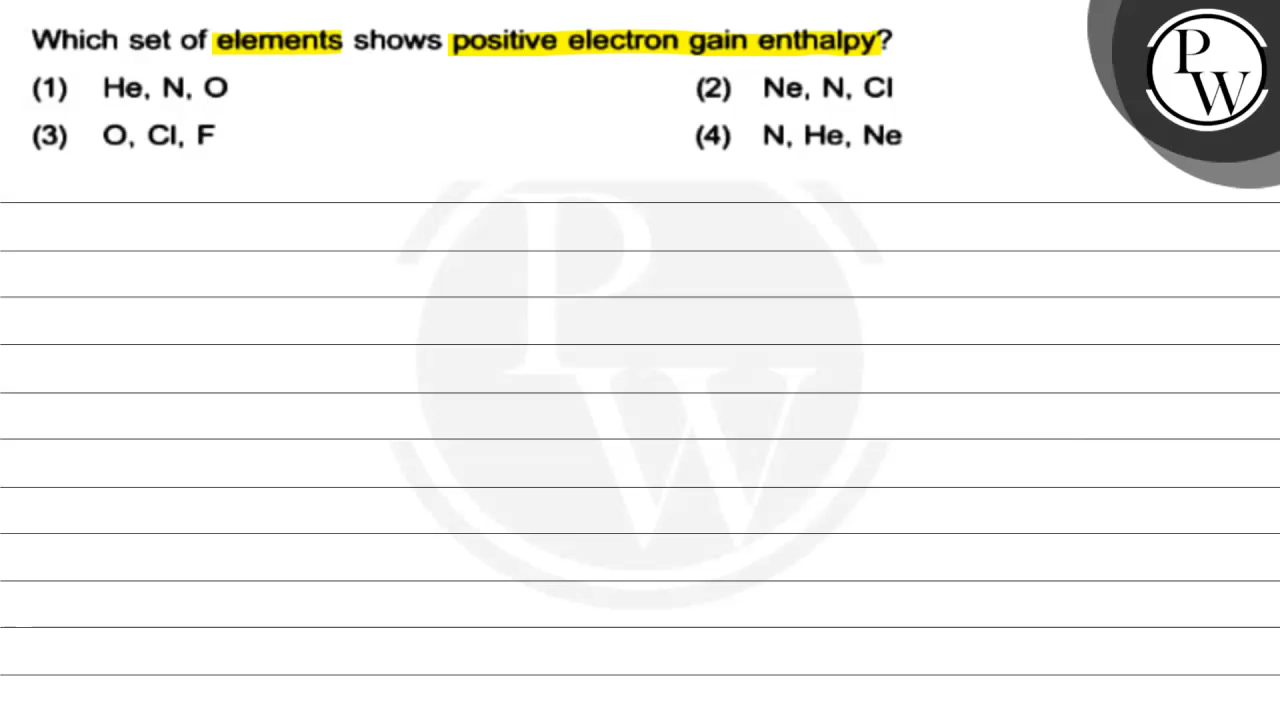 Which set of elements shows positive electron gain enthalpy?
(1) He, N, O (2) Ne, N, Cl
(3) O, Cl, F (4) N, He, Ne
P
W
P
W